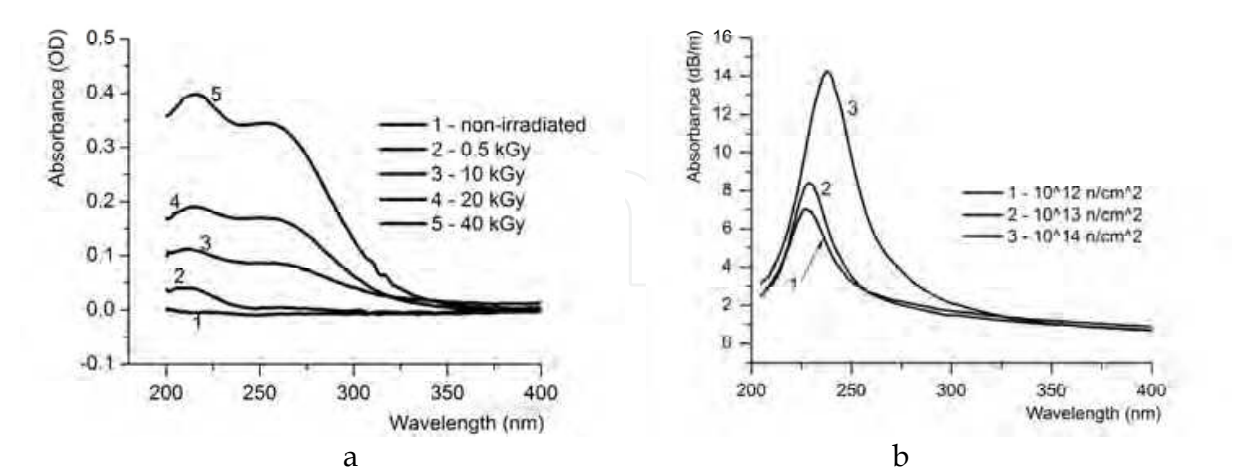 Absorbance (OD)
0.5
0.4
0.3
0.2
0.1
0.0
-0.1
5
4
3
2
1
1 - non-irradiated
2 - 0.5 kGy
3 - 10 kGy
4 - 20 kGy
5 - 40 kGy
200 250 300 350 400
Wavelength (nm)
a
Absorbance (dB/m)
16
14
12
10
8
6
4
2
0
3
2
1
1 - 10^12 n/cm^2
2 - 10^13 n/cm^2
3 - 10^14 n/cm^2
200 250 300 350 400
Wavelength (nm)
b